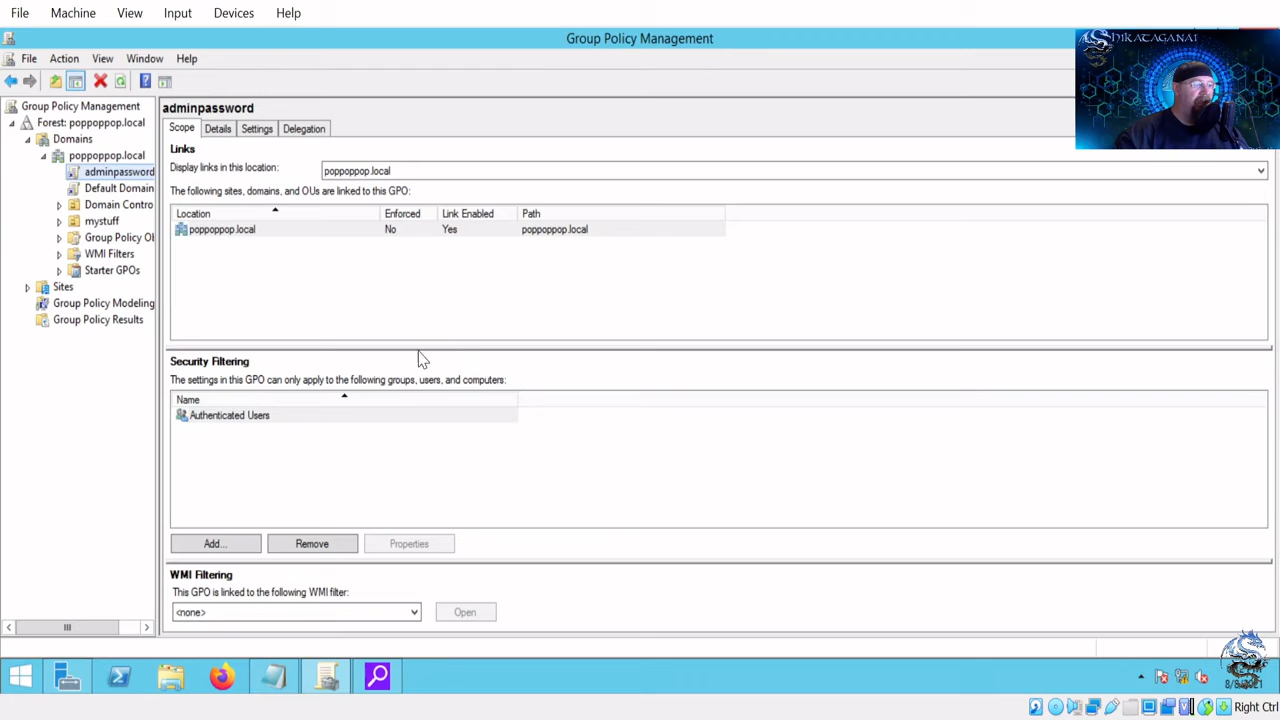 File Machine View Input Devices Help
Group Policy Management
SHIKATAGANAI
File Action View Window Help
Group Policy Management
Forest: poppoppop.local
Domains
poppoppop.local
adminpassword
Default Domain
Domain Contro
mystuff
Group Policy Ob
WMI Filters
Starter GPOs
Sites
Group Policy Modeling
Group Policy Results
adminpassword
Scope Details Settings Delegation
Links
Display links in this location: poppoppop.local
The following sites, domains, and OUs are linked to this GPO:
Location Enforced Link Enabled Path
poppoppop.local No Yes poppoppop.local
Security Filtering
The settings in this GPO can only apply to the following groups, users, and computers:
Name
Authenticated Users
Add... Remove Properties
WMI Filtering
This GPO is linked to the following WMI filter:
<none> Open
8/8/2021
Right Ctrl